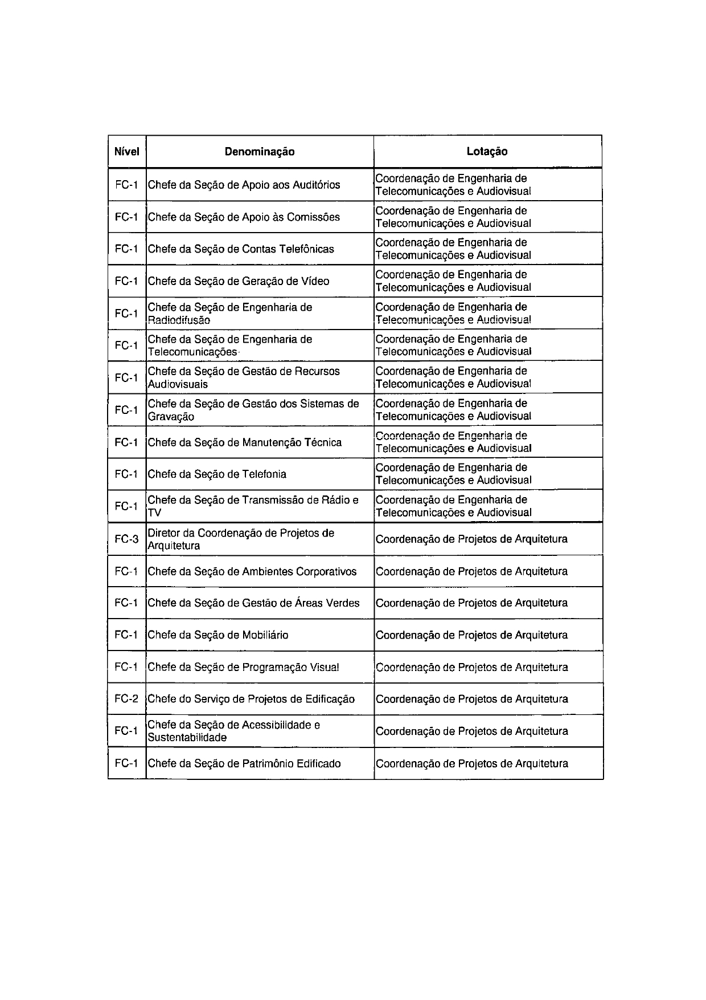 Nível Denominação Lotação
FC-1 Chefe da Seção de Apoio aos Auditórios Coordenação de Engenharia de
Telecomunicações e Audiovisual
FC-1 Chefe da Seção de Apoio às Comissões Coordenação de Engenharia de
Telecomunicações e Audiovisual
FC-1 Chefe da Seção de Contas Telefônicas Coordenação de Engenharia de
Telecomunicações e Audiovisual
FC-1 Chefe da Seção de Geração de Vídeo Coordenação de Engenharia de
Telecomunicações e Audiovisual
FC-1 Chefe da Seção de Engenharia de Coordenação de Engenharia de
Radiodifusão Telecomunicações e Audiovisual
FC-1 Chefe da Seção de Engenharia de Coordenação de Engenharia de
Telecomunicações Telecomunicações e Audiovisual
FC-1 Chefe da Seção de Gestão de Recursos Coordenação de Engenharia de
Audiovisuais Telecomunicações e Audiovisual
FC-1 Chefe da Seção de Gestão dos Sistemas de Coordenação de Engenharia de
Gravação Telecomunicações e Audiovisual
FC-1 Chefe da Seção de Manutenção Técnica Coordenação de Engenharia de
Telecomunicações e Audiovisual
FC-1 Chefe da Seção de Telefonia Coordenação de Engenharia de
Telecomunicações e Audiovisual
FC-1 Chefe da Seção de Transmissão de Rádio e Coordenação de Engenharia de
TV Telecomunicações e Audiovisual
FC-3 Diretor da Coordenação de Projetos de Coordenação de Projetos de Arquitetura
Arquitetura
FC-1 Chefe da Seção de Ambientes Corporativos Coordenação de Projetos de Arquitetura
FC-1 Chefe da Seção de Gestão de Áreas Verdes Coordenação de Projetos de Arquitetura
FC-1 Chefe da Seção de Mobiliário Coordenação de Projetos de Arquitetura
FC-1 Chefe da Seção de Programação Visual Coordenação de Projetos de Arquitetura
FC-2 Chefe do Serviço de Projetos de Edificação Coordenação de Projetos de Arquitetura
FC-1 Chefe da Seção de Acessibilidade e Coordenação de Projetos de Arquitetura
Sustentabilidade
FC-1 Chefe da Seção de Patrimônio Edificado Coordenação de Projetos de Arquitetura